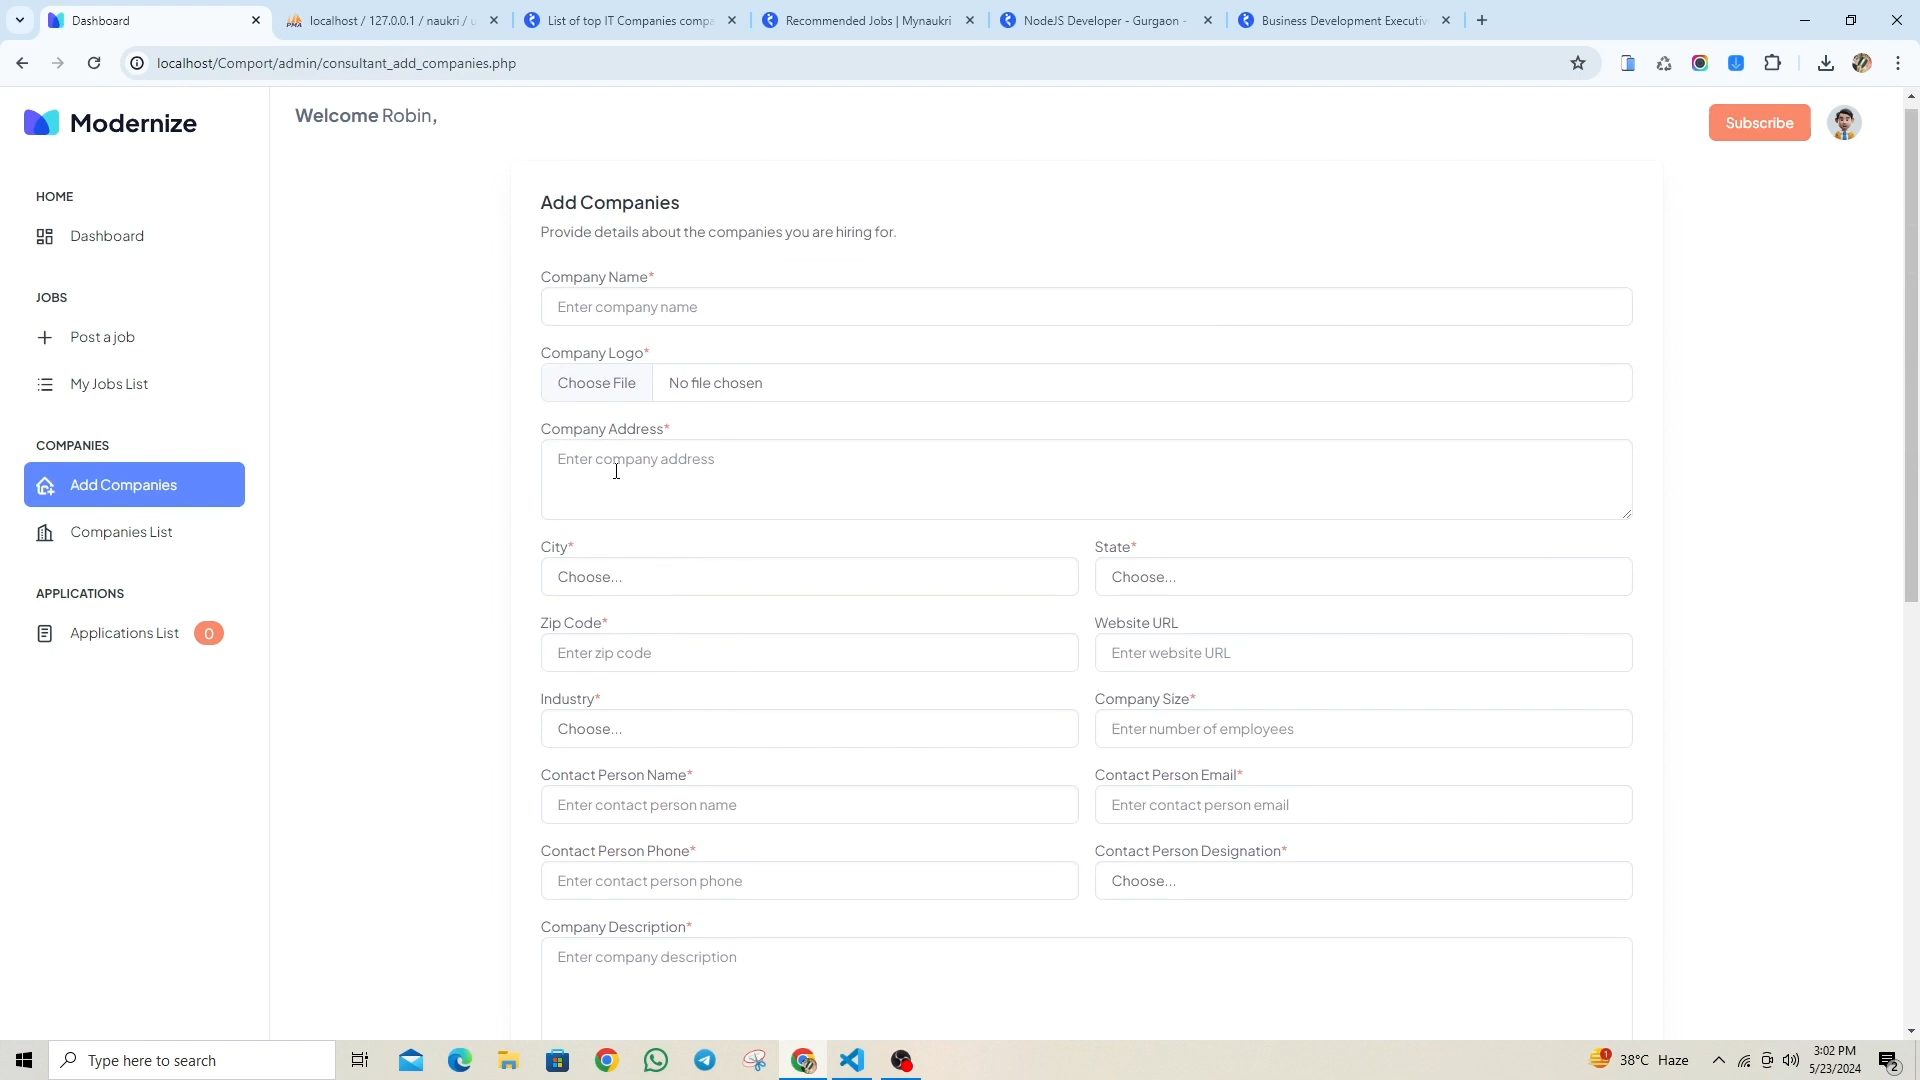 Dashboard
localhost / 127.0.0.1 / naukri / u
List of top IT Companies compa
Recommended Jobs | Mynaukri
NodeJS Developer - Gurgaon -
Business Development Executiv
localhost/Comport/admin/consultant_add_companies.php
Modernize
Welcome Robin,
Subscribe
HOME
Dashboard
JOBS
Post a job
My Jobs List
COMPANIES
Add Companies
Companies List
APPLICATIONS
Applications List 0
Add Companies
Provide details about the companies you are hiring for.
Company Name*
Enter company name
Company Logo*
Choose File No file chosen
Company Address*
Enter company address
City* State*
Choose... Choose...
Zip Code* Website URL
Enter zip code Enter website URL
Industry* Company Size*
Choose... Enter number of employees
Contact Person Name* Contact Person Email*
Enter contact person name Enter contact person email
Contact Person Phone* Contact Person Designation*
Enter contact person phone Choose...
Company Description*
Enter company description
Type here to search
1
38°C Haze
3:02 PM
5/23/2024
2